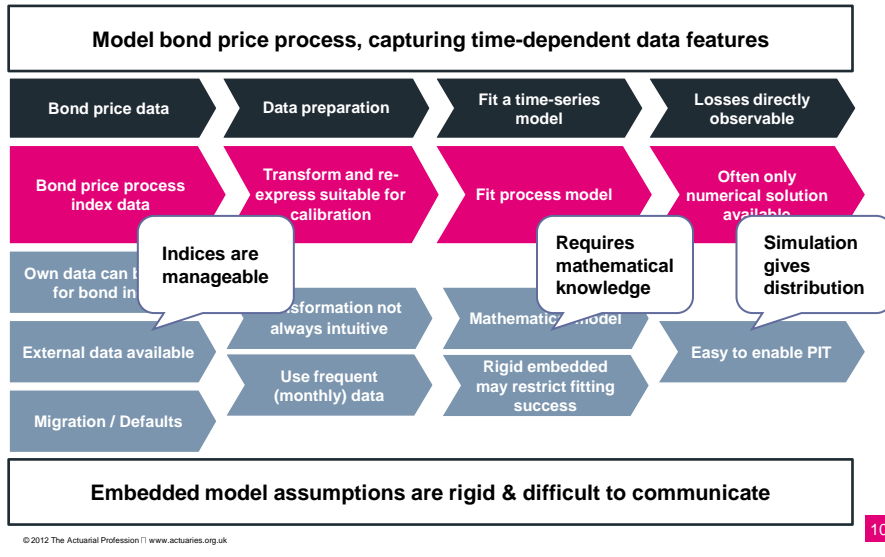 Model bond price process, capturing time-dependent data features
Bond price data
Data preparation
Fit a time-series
model
Losses directly
observable
Bond price process
index data
Transform and re-
express suitable for
calibration
Fit process model
Often only
numerical solution
available
Indices are
manageable
Requires
mathematical
knowledge
Simulation
gives
distribution
Own data can b
for bond in
External data available
Migration / Defaults
nsformation not
always intuitive
Use frequent
(monthly) data
Mathematic model
Rigid embedded
may restrict fitting
success
Easy to enable PIT
Embedded model assumptions are rigid & difficult to communicate
10
© 2012 The Actuarial Profession □ www.actuaries.org.uk